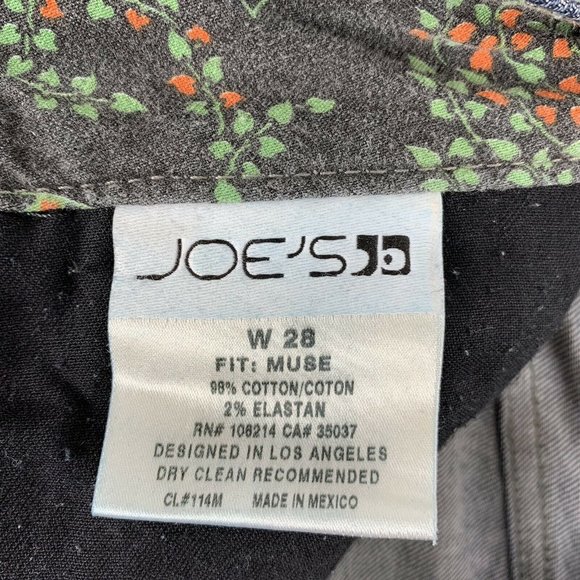 JOE'S
W 28
FIT: MUSE
98% COTTON/COTON
2% ELASTAN
RN# 108214 CA# 35037
DESIGNED IN LOS ANGELES
DRY CLEAN RECOMMENDED
CL#114M MADE IN MEXICO